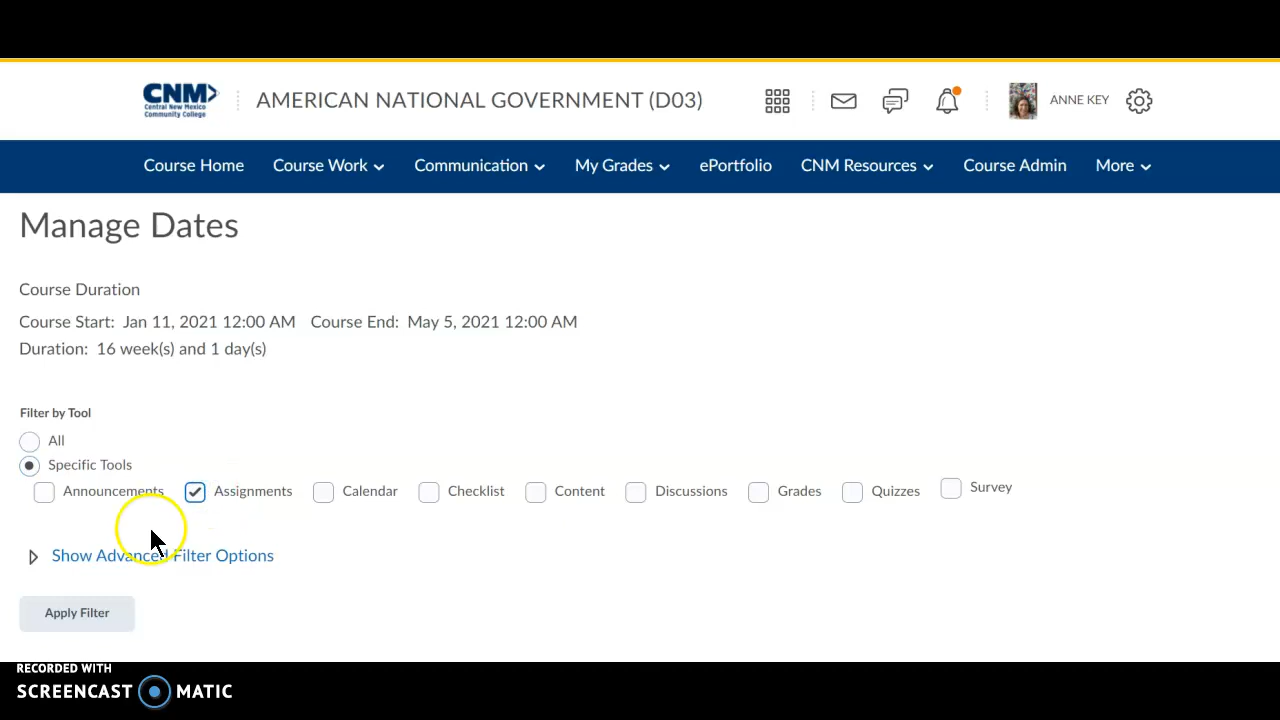 CNM
Central New Mexico
Community College
AMERICAN NATIONAL GOVERNMENT (D03)
ANNE KEY
Course Home Course Work Communication My Grades ePortfolio CNM Resources Course Admin More
Manage Dates
Course Duration
Course Start: Jan 11, 2021 12:00 AM Course End: May 5, 2021 12:00 AM
Duration: 16 week(s) and 1 day(s)
Filter by Tool
All
Specific Tools
Announcements Assignments Calendar Checklist Content Discussions Grades Quizzes Survey
Show Advanced Filter Options
Apply Filter
RECORDED WITH
SCREENCAST MATIC